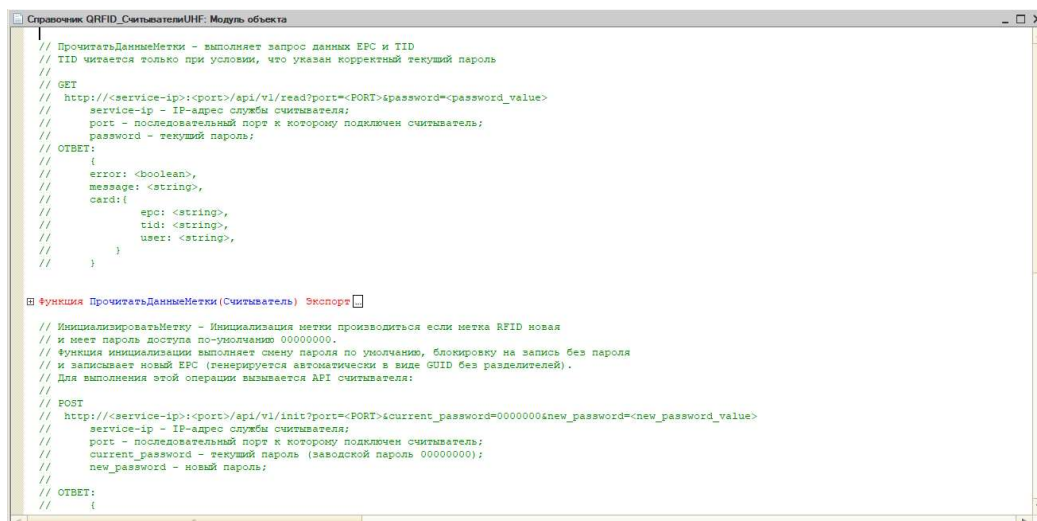 Справочник QRFID_СчитывателиUHF: Модуль объекта
// ПрочитатьДанныеМетки - выполняет запрос данных EPC и TID
// TID читается только при условии, что указан корректный текущий пароль
//
// GET
// http://<service-ip>:<port>/api/v1/read?port=<PORT>&password=<password_value>
// service-ip - IP-адрес службы считывателя;
// port - последовательный порт к которому подключен считыватель;
// password - текущий пароль;
// ОТВЕТ:
// {
// error: <boolean>,
// message: <string>,
// card:{
// epc: <string>,
// tid: <string>,
// user: <string>,
// }
// }
Функция ПрочитатьДанныеМетки(Считыватель) Экспорт...
// ИнициализироватьМетку - Инициализация метки производиться если метка RFID новая
// и меет пароль доступа по-умолчанию 00000000.
// Функция инициализации выполняет смену пароля по умолчанию, блокировку на запись без пароля
// и записывает новый EPC (генерируется автоматически в виде GUID без разделителей).
// Для выполнения этой операции вызывается API считывателя:
//
// POST
// http://<service-ip>:<port>/api/v1/init?port=<PORT>&current_password=0000000&new_password=<new_password_value>
// service-ip - IP-адрес службы считывателя;
// port - последовательный порт к которому подключен считыватель;
// current_password - текущий пароль (заводской пароль 00000000);
// new_password - новый пароль;
//
// ОТВЕТ:
// {